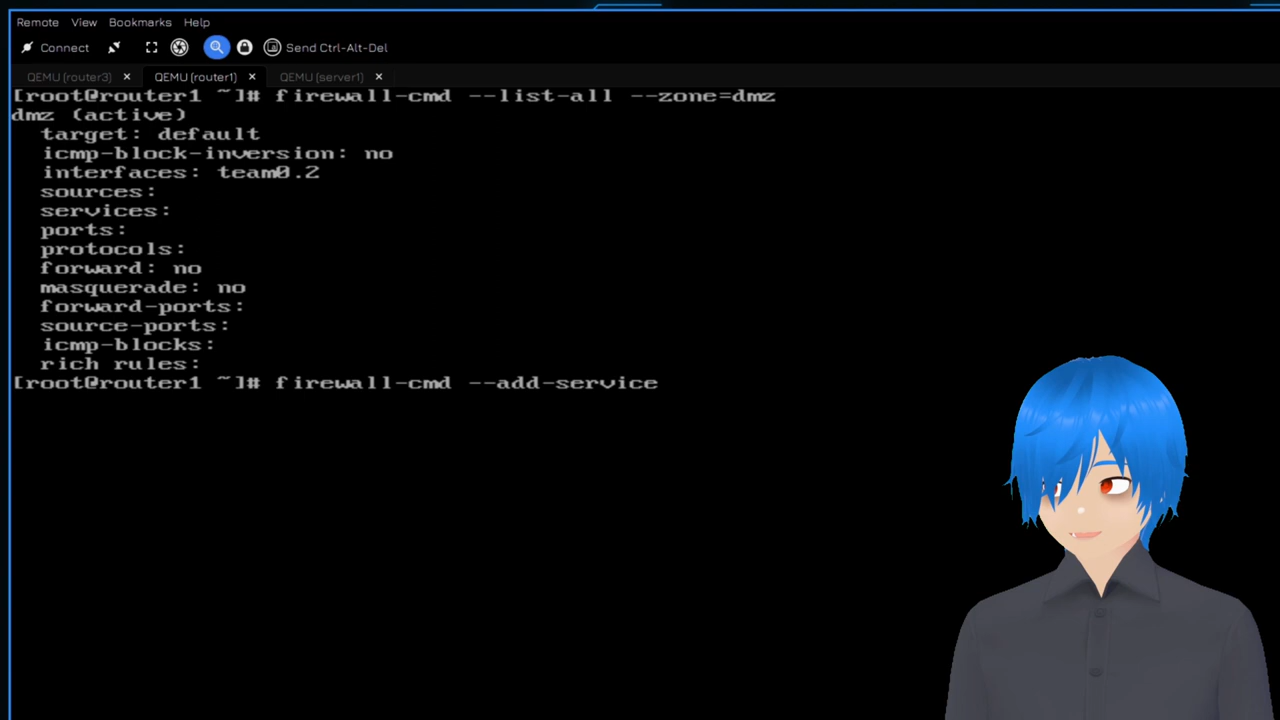 Remote View Bookmarks Help
Connect Send Ctrl-Alt-Del
QEMU (router3) × QEMU (router1) × QEMU (server1) ×
[root@router1 ~]# firewall-cmd --list-all --zone=dmz
dmz (active)
  target: default
  icmp-block-inversion: no
  interfaces: team0.2
  sources:
  services:
  ports:
  protocols:
  forward: no
  masquerade: no
  forward-ports:
  source-ports:
  icmp-blocks:
  rich rules:
[root@router1 ~]# firewall-cmd --add-service